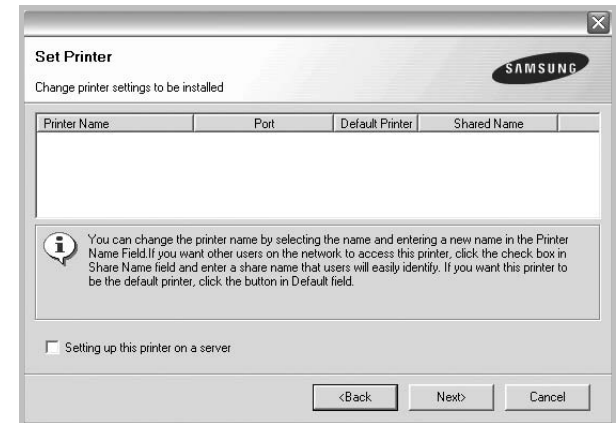 Set Printer
SAMSUNG
Change printer settings to be installed
Printer Name Port Default Printer Shared Name
You can change the printer name by selecting the name and entering a new name in the Printer
Name Field.If you want other users on the network to access this printer, click the check box in
Share Name field and enter a share name that users will easily identify. If you want this printer to
be the default printer, click the button in Default field.
Setting up this printer on a server
<Back Next> Cancel